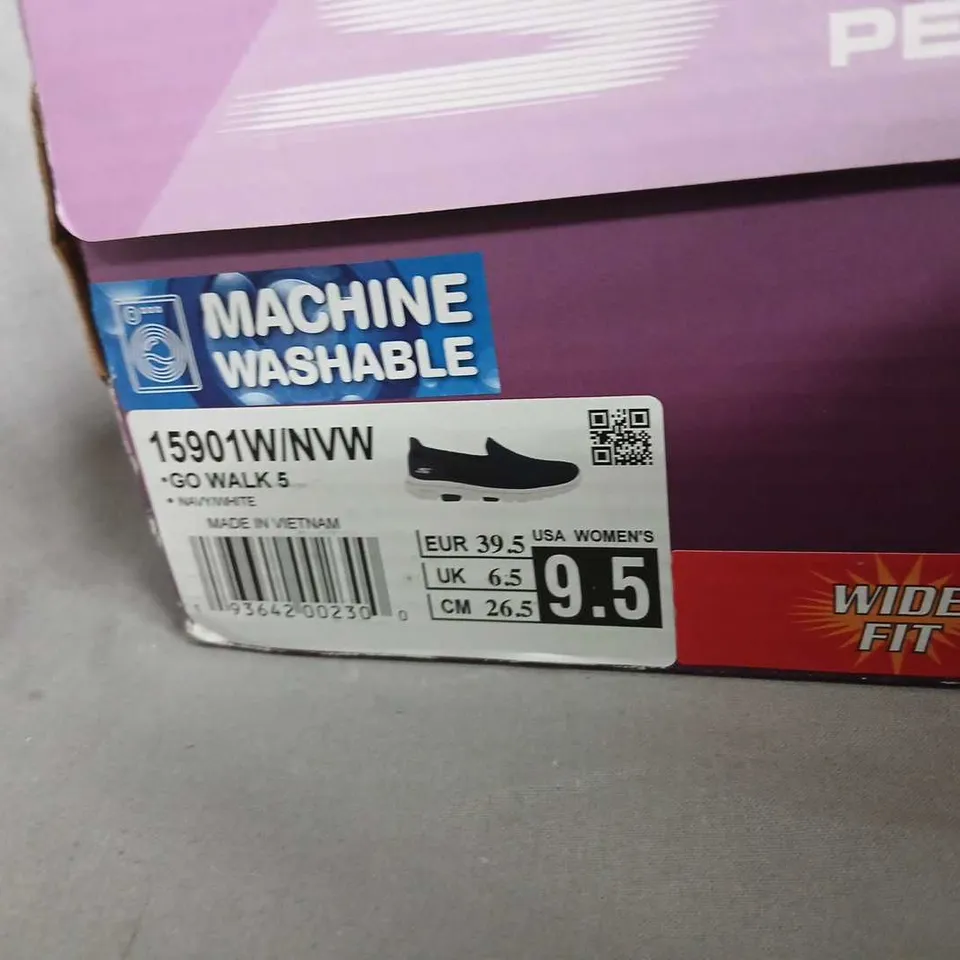 PE
MACHINE
WASHABLE
15901W/NVW
•GO WALK 5
• NAVY/WHITE
MADE IN VIETNAM
EUR 39.5
UK 6.5
CM 26.5
USA WOMEN'S
9.5
1 93642 00230 0
WIDE
FIT